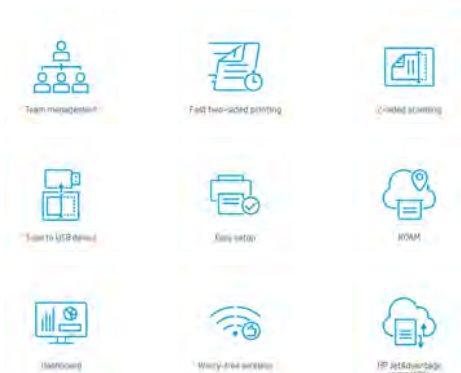 Team management
Fast two-sided printing
2-sided scanning
Scan to USB device
Easy setup
ROAM
Dashboard
Worry-free wireless
HP JetAdvantage